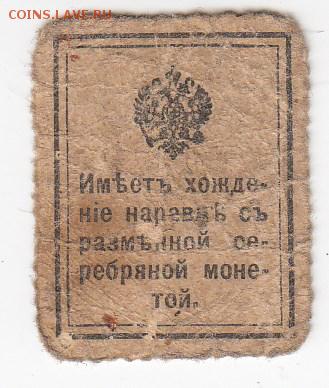 COINS.LAVE.RU
Имѣетъ хожде-
ніе наравнѣ съ
размѣнной се-
ребряной моне-
той.